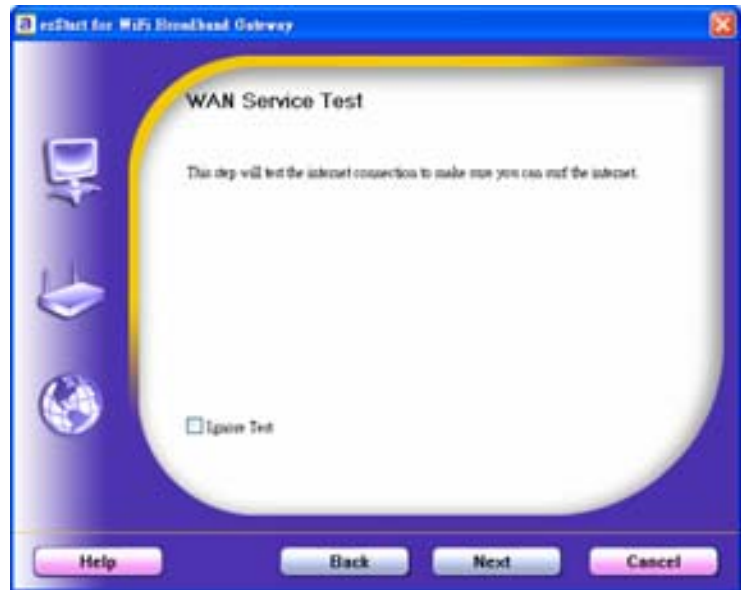 ezStart for WiFi Broadband Gateway
WAN Service Test
This step will test the internet connection to make sure you can surf the internet.
Ignore Test
Help
Back
Next
Cancel